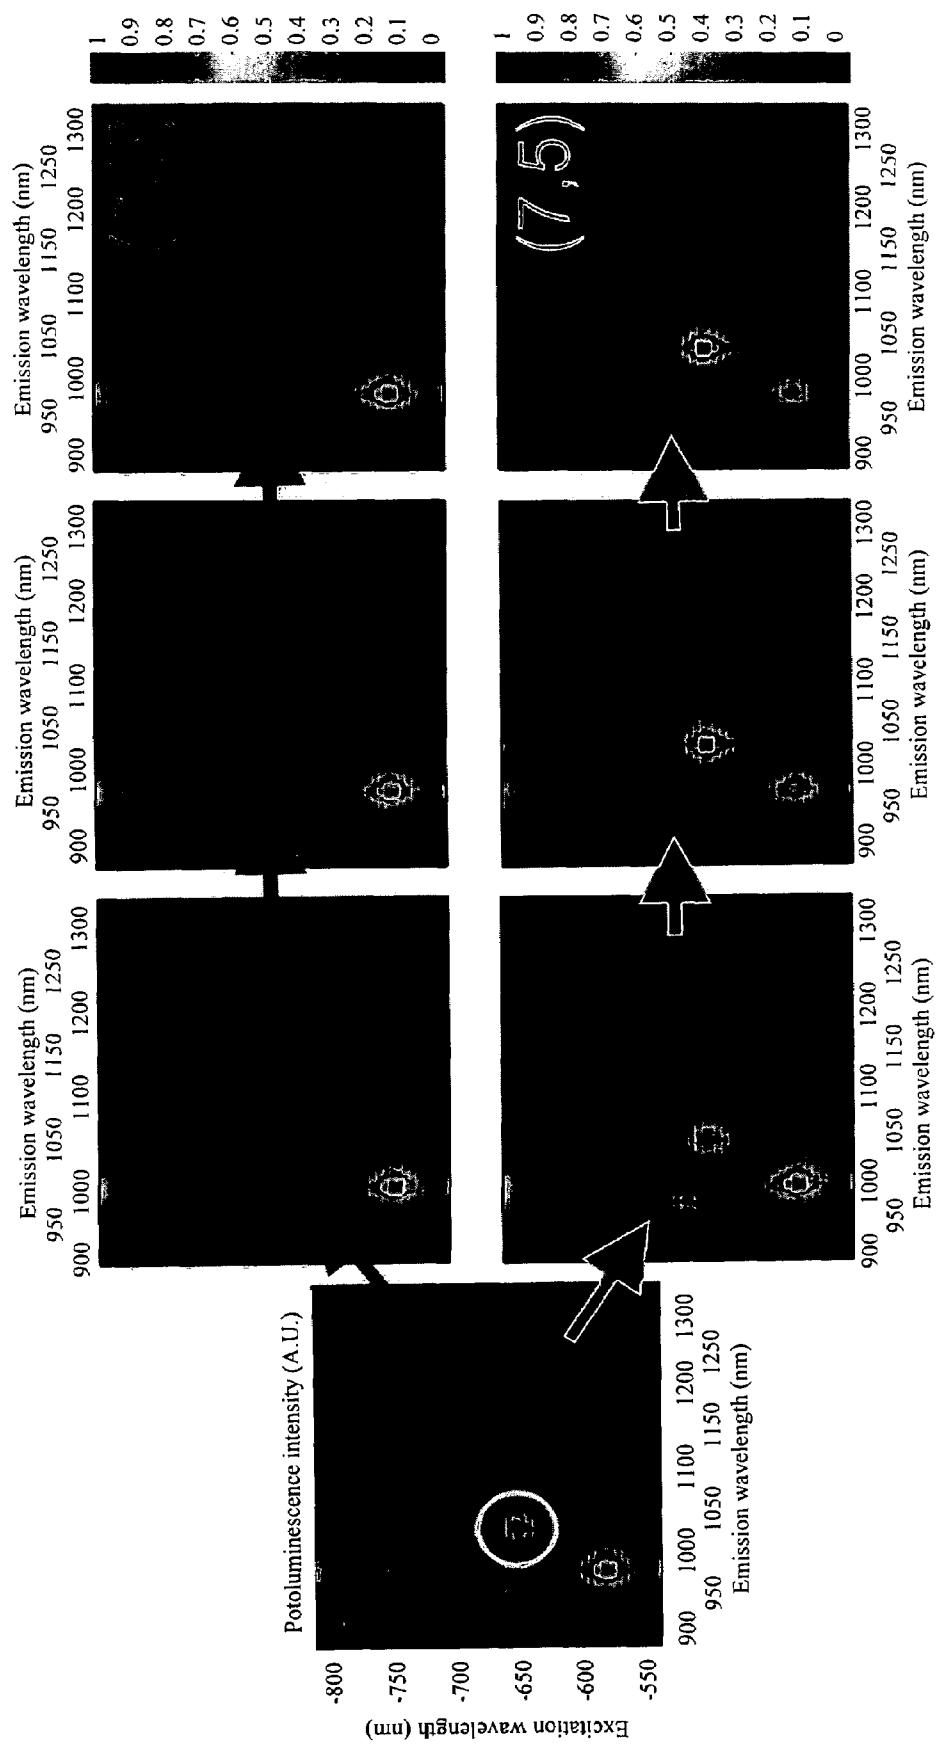 Emission wavelength (nm)
950 1050 1150 1250
900 1000 1100 1200 1300
Emission wavelength (nm)
950 1050 1150 1250
900 1000 1100 1200 1300
Emission wavelength (nm)
950 1050 1150 1250
900 1000 1100 1200 1300
1
0.9
0.8
0.7
0.6
0.5
0.4
0.3
0.2
0.1
0
Potoluminescence intensity (A.U.)
Excitation wavelength (nm)
-800
-750
-700
-650
-600
-550
900 1000 1100 1200 1300
950 1050 1150 1250
Emission wavelength (nm)
(7,5)
1
0.9
0.8
0.7
0.6
0.5
0.4
0.3
0.2
0.1
0
900 1000 1100 1200 1300
950 1050 1150 1250
Emission wavelength (nm)
900 1000 1100 1200 1300
950 1050 1150 1250
Emission wavelength (nm)
900 1000 1100 1200 1300
950 1050 1150 1250
Emission wavelength (nm)